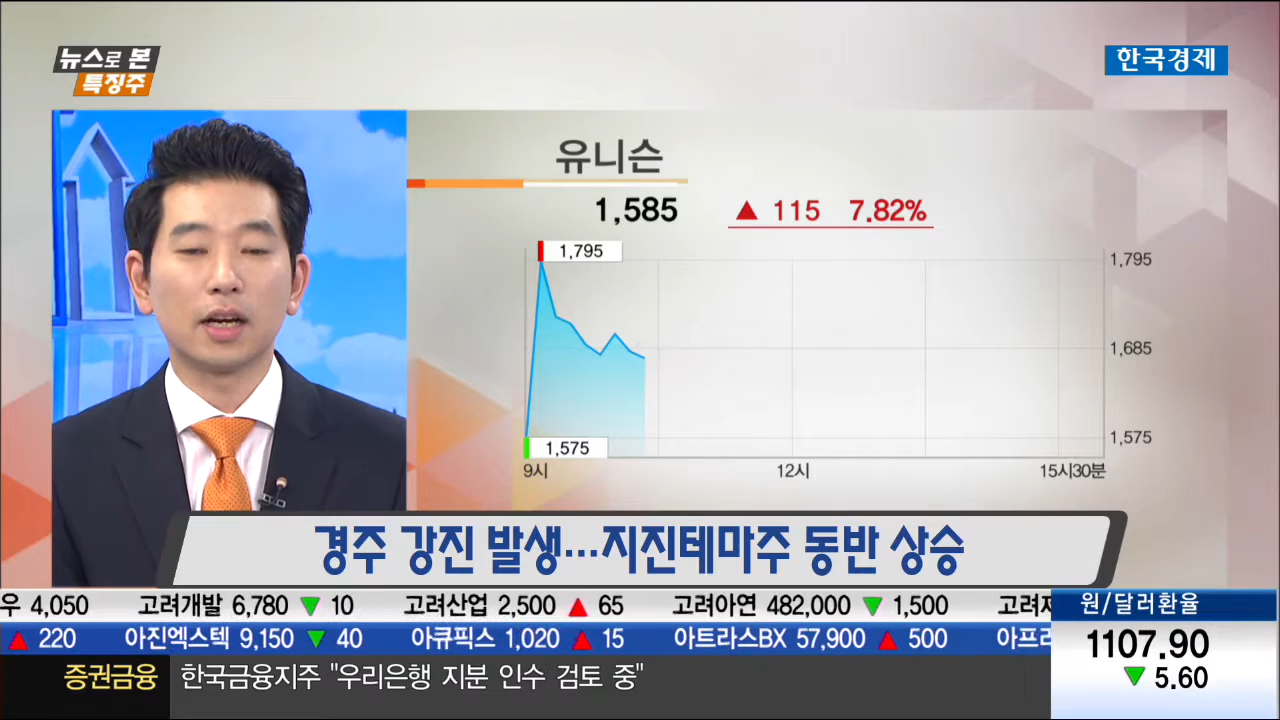 뉴스로 본
특징주
한국경제
유니슨
1,585 ▲ 115 7.82%
1,795
1,795
1,685
1,575
1,575
9시 12시 15시30분
경주 강진 발생...지진테마주 동반 상승
우 4,050 고려개발 6,780 ▼ 10 고려산업 2,500 ▲ 65 고려아연 482,000 ▼ 1,500 고려
원/달러환율
▲ 220 아진엑스텍 9,150 ▼ 40 아큐픽스 1,020 ▲ 15 아트라스BX 57,900 ▲ 500 아프
1107.90
▼ 5.60
증권금융 한국금융지주 "우리은행 지분 인수 검토 중"